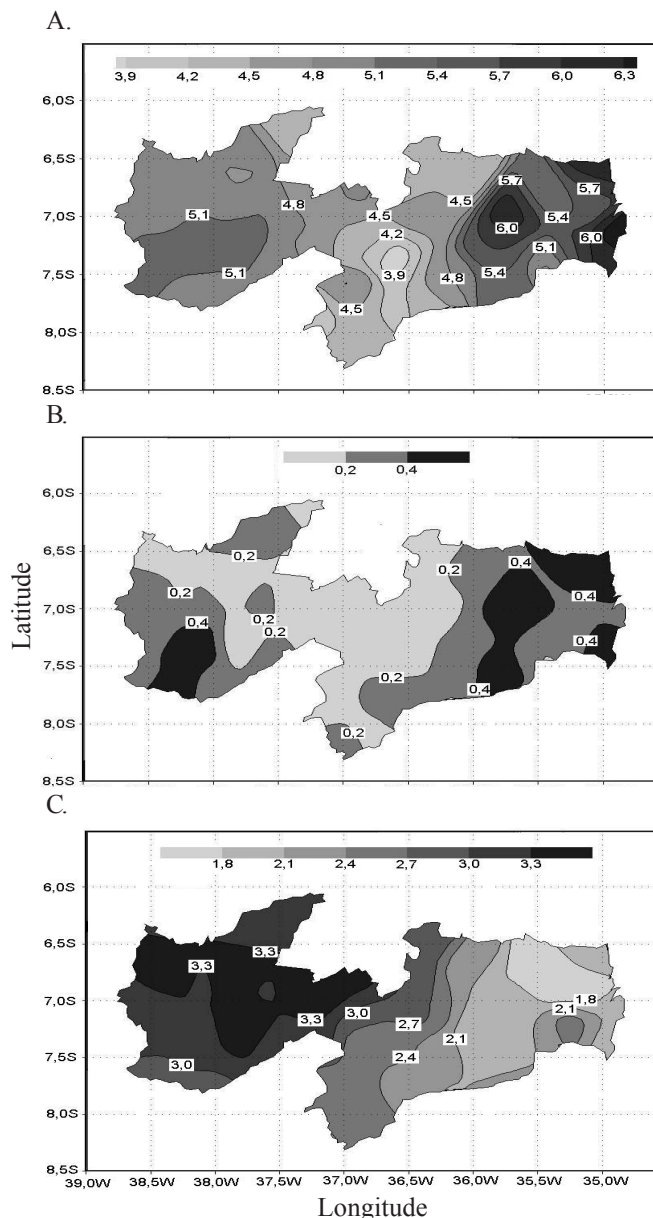 A.
3,9 4,2 4,5 4,8 5,1 5,4 5,7 6,0 6,3
6,0S
6,5S
7,0S
7,5S
8,0S
8,5S
5,1
4,8
5,1
4,5
4,2
3,9
4,5
4,5
4,8
5,7
6,0
5,4
5,4
5,1
5,7
6,0
B.
0,2 0,4
6,0S
6,5S
7,0S
7,5S
8,0S
8,5S
0,2
0,2
0,4
0,2
0,2
0,2
0,2
0,2
0,4
0,4
0,4
0,4
Latitude
C.
1,8 2,1 2,4 2,7 3,0 3,3
6,0S
6,5S
7,0S
7,5S
8,0S
8,5S
3,3
3,3
3,3
3,0
3,0
2,7
2,4
2,1
1,8
2,1
39,0W 38,5W 38,0W 37,5W 37,0W 36,5W 36,0W 35,5W 35,0W
Longitude